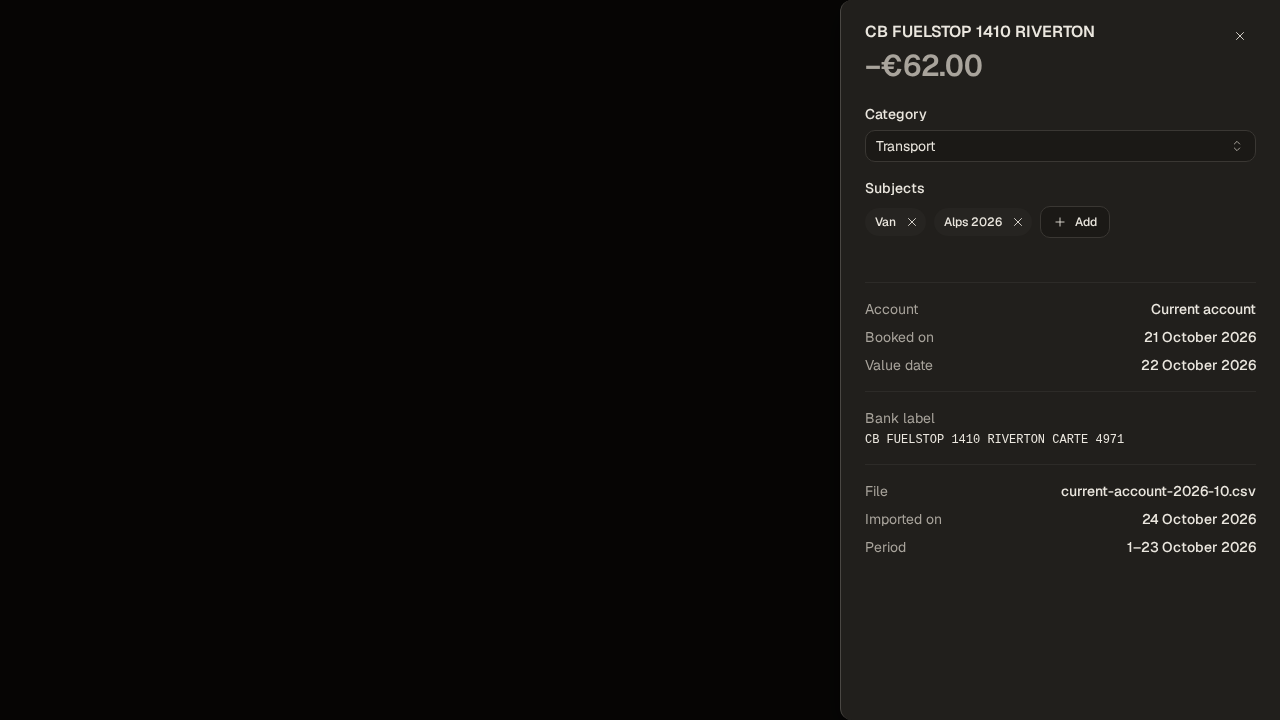 CB FUELSTOP 1410 RIVERTON
–€62.00
Category
Transport
Subjects
Van Alps 2026 Add
Account Current account
Booked on 21 October 2026
Value date 22 October 2026
Bank label
CB FUELSTOP 1410 RIVERTON CARTE 4971
File current-account-2026-10.csv
Imported on 24 October 2026
Period 1–23 October 2026